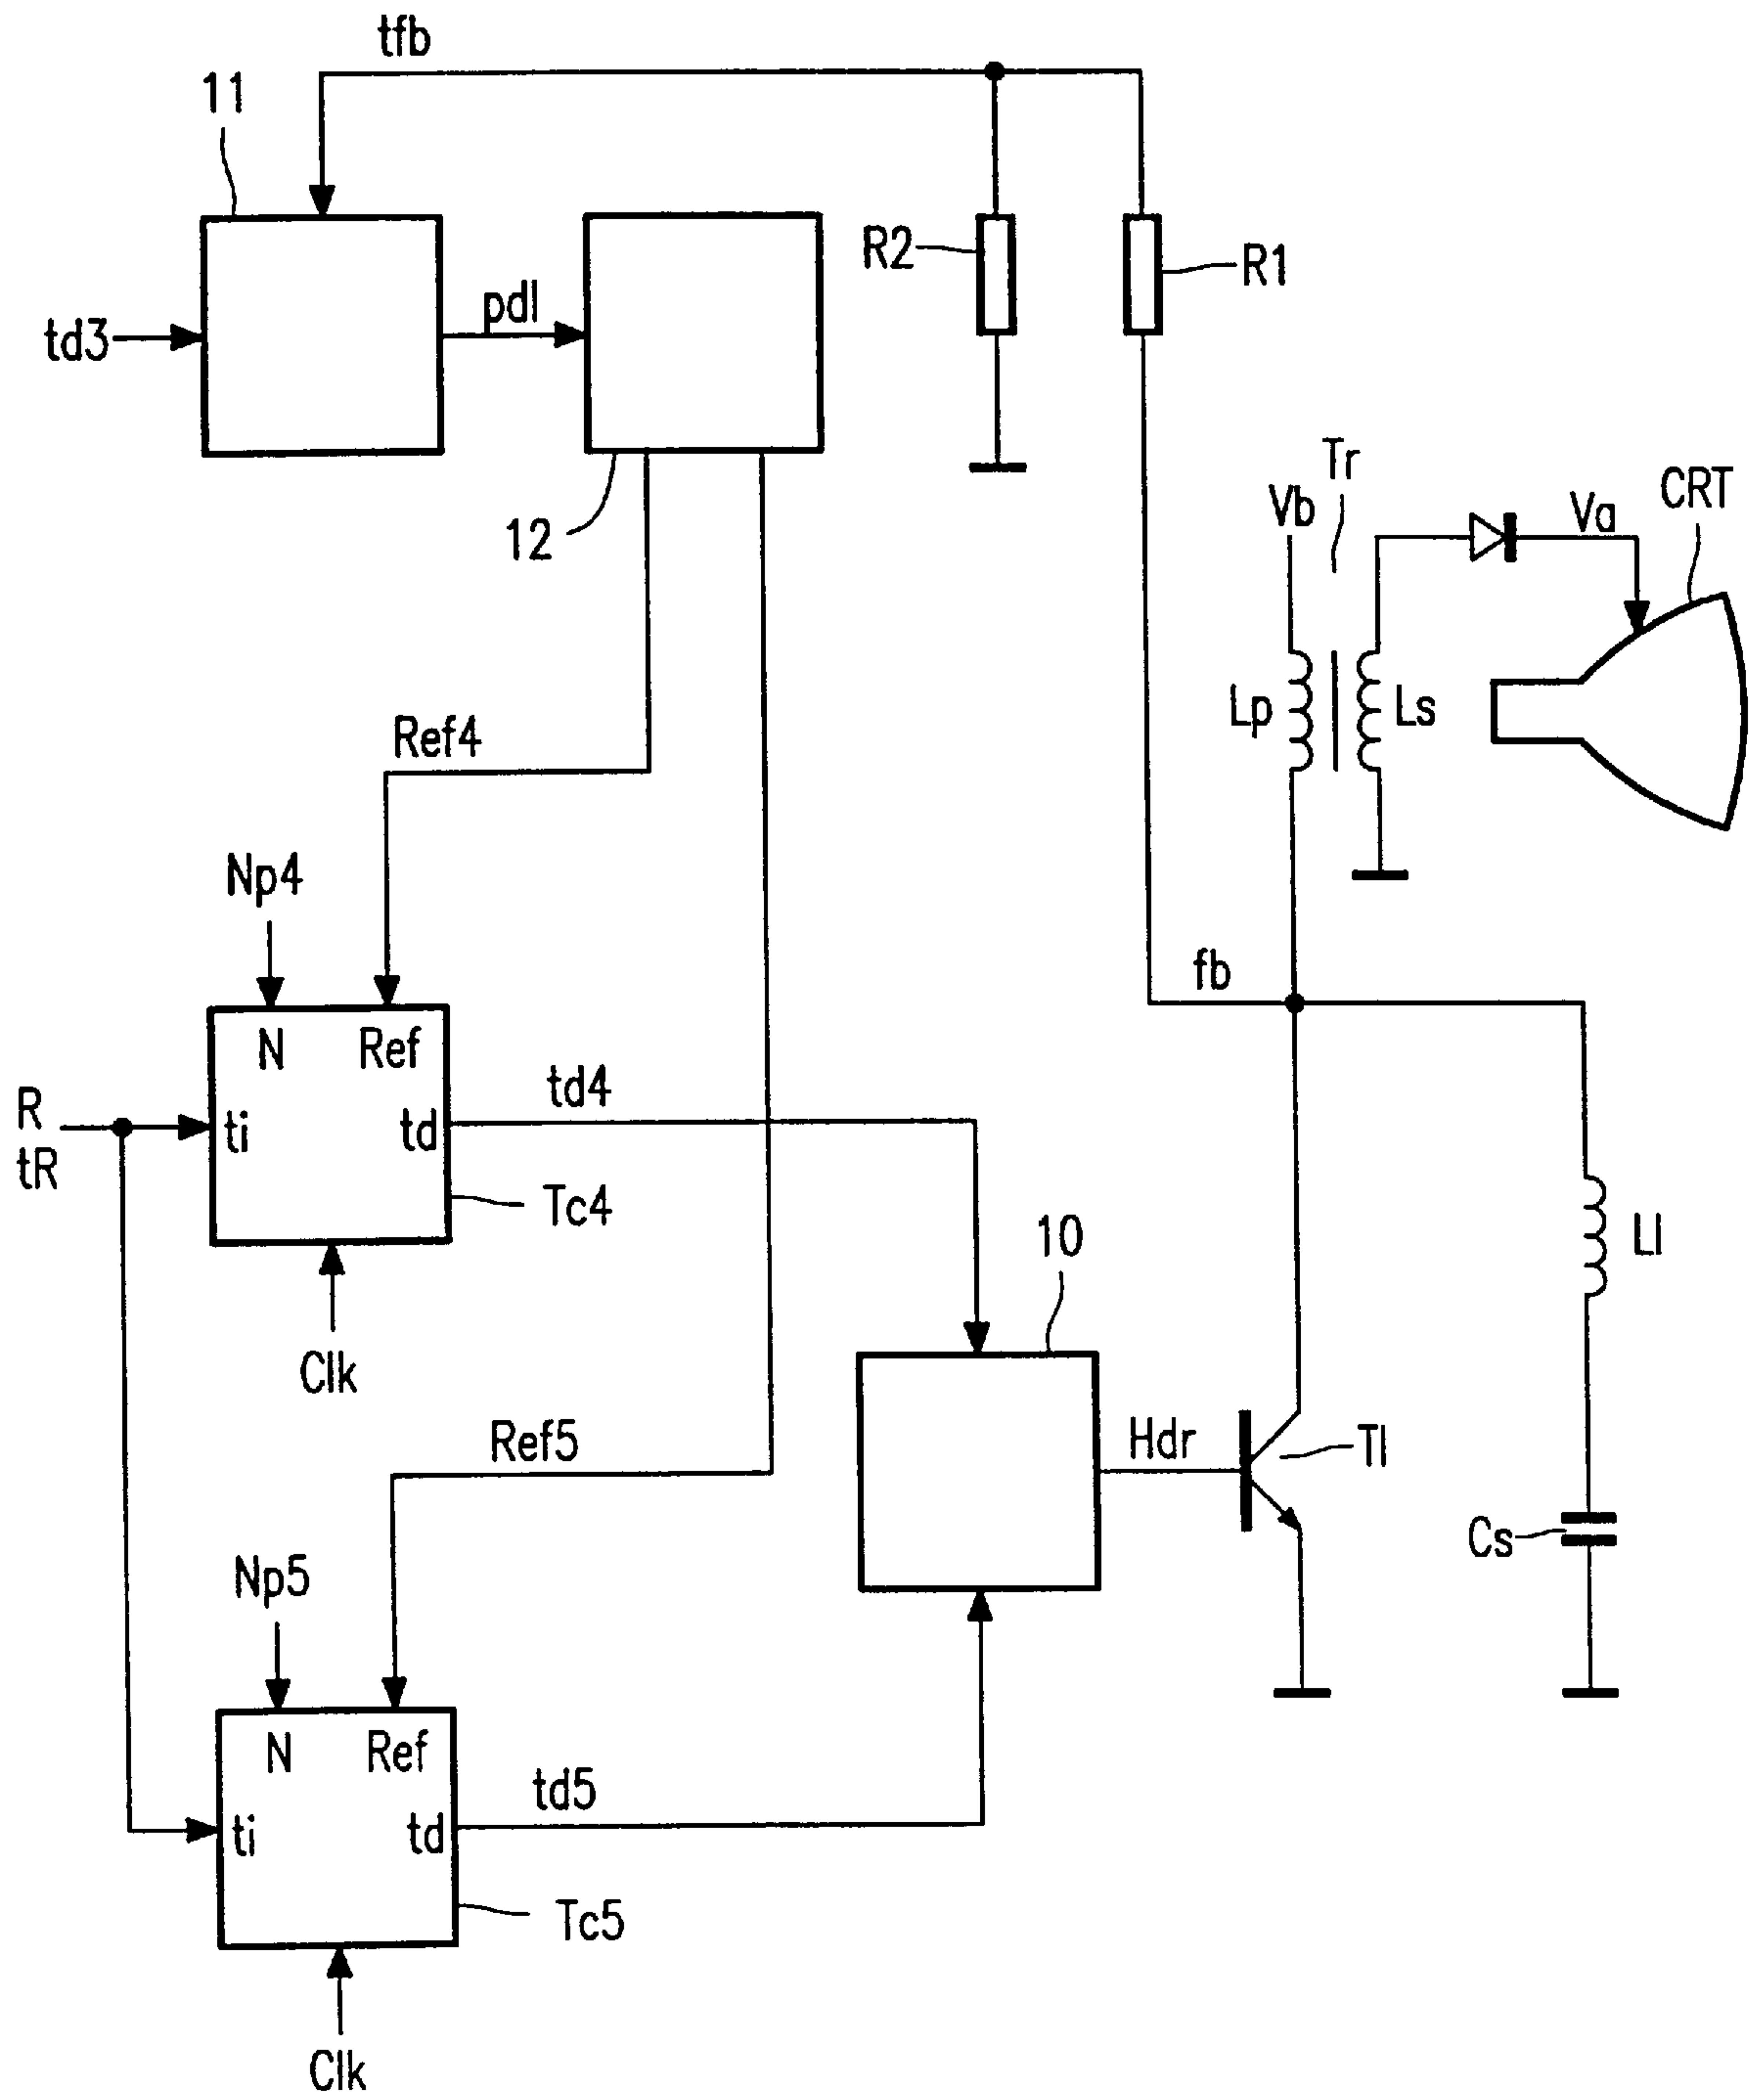 tfb
11
R2
R1
pdl
td3
Tr
CRT
Vb
Va
12
Lp
Ls
Ref4
Np4
fb
N
Ref
td4
R
ti
td
tR
Tc4
10
Ll
Clk
Ref5
Hdr
Tl
Cs
Np5
N
Ref
td5
ti
td
Tc5
Clk